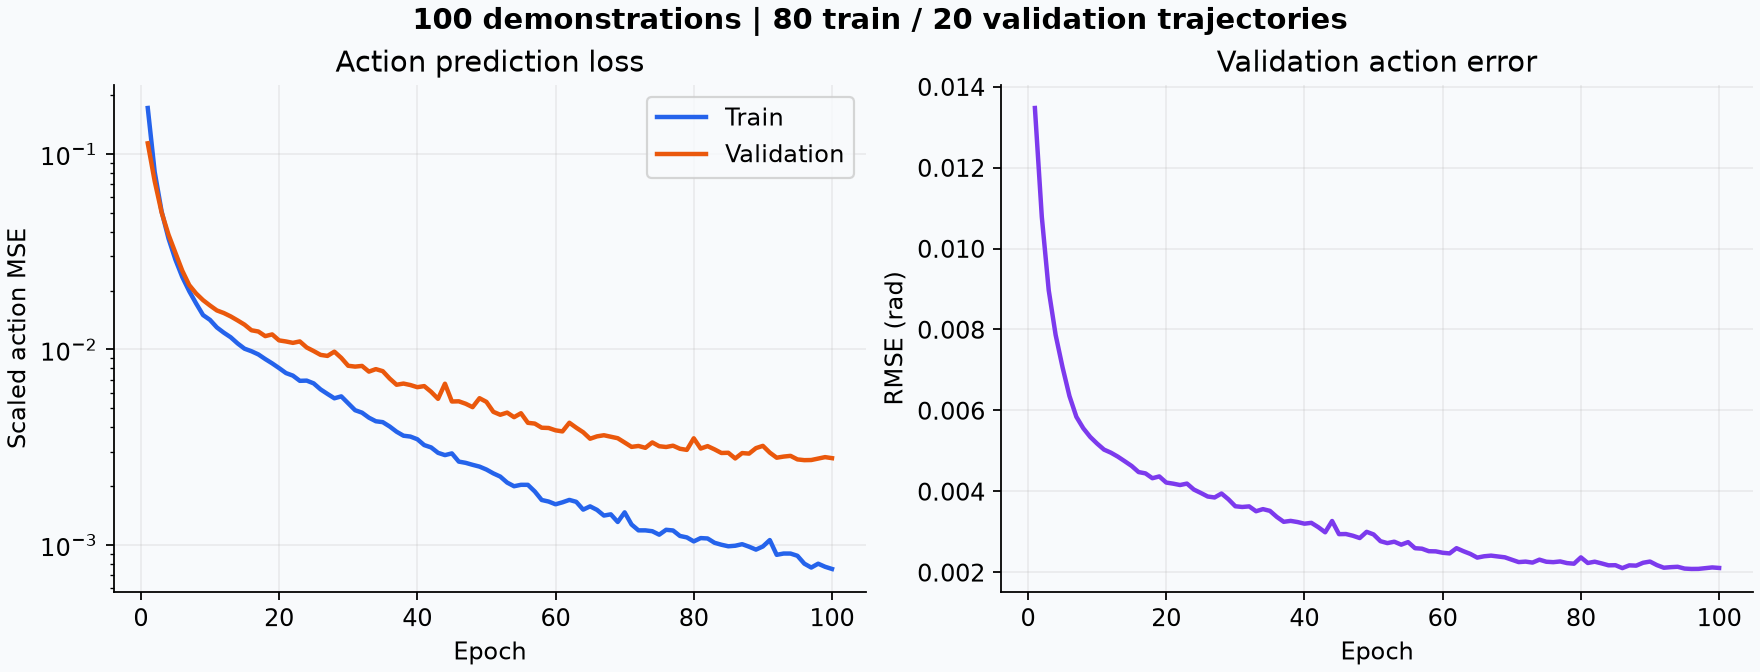 100 demonstrations | 80 train / 20 validation trajectories
Action prediction loss
Train
Validation
10⁻¹
10⁻²
10⁻³
Scaled action MSE
0 20 40 60 80 100
Epoch
Validation action error
0.014
0.012
0.010
0.008
0.006
0.004
0.002
RMSE (rad)
0 20 40 60 80 100
Epoch